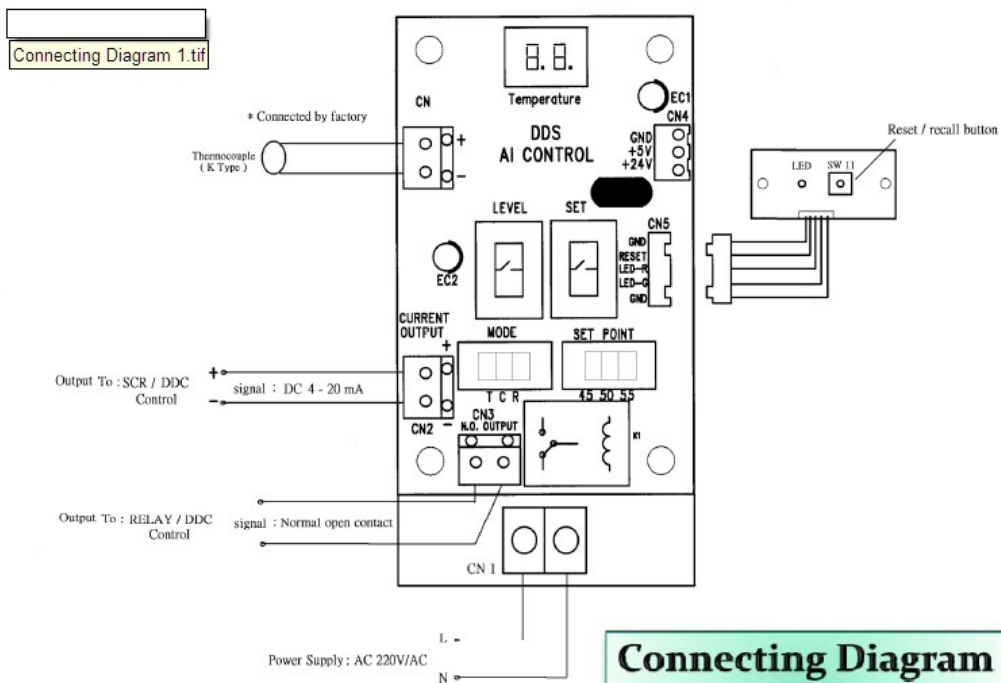 Connecting Diagram 1.tif
8.8.
Temperature
EC1
CN
CN4
* Connected by factory
+
-
Thermocouple
( K Type )
DDS
AI CONTROL
GND
+5V
+24V
Reset / recall button
LED
SW 11
LEVEL
SET
CN5
GND
RESET
LED-R
LED-G
GND
EC2
CURRENT
OUTPUT
+
-
MODE
SET POINT
T C R
45 50 55
Output To : SCR / DDC
Control
+
-
signal : DC 4 - 20 mA
CN2
CN3
N.O. OUTPUT
K1
Output To : RELAY / DDC
Control
signal : Normal open contact
CN 1
L -
Power Supply : AC 220V/AC
N
Connecting Diagram